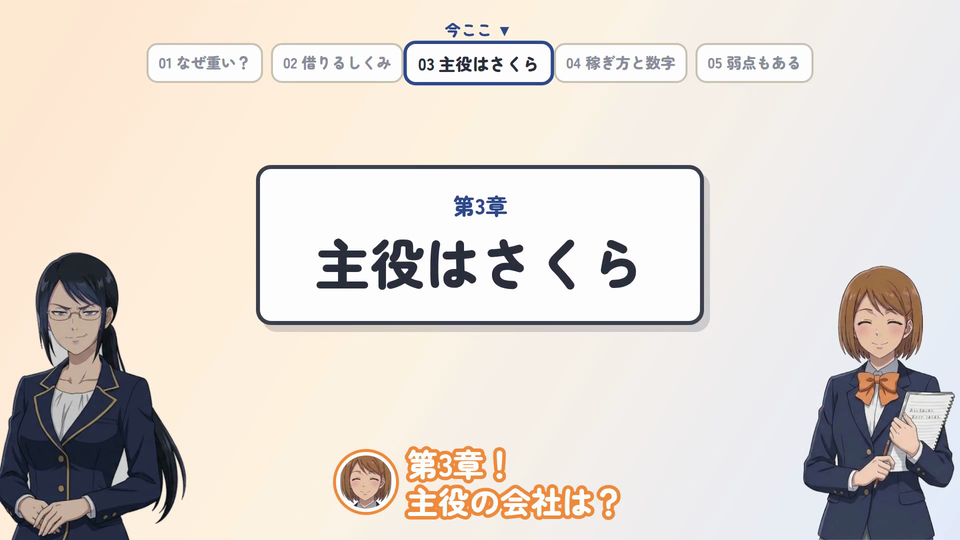 今ここ ▼
01 なぜ重い？
02 借りるしくみ
03 主役はさくら
04 稼ぎ方と数字
05 弱点もある
第3章
主役はさくら
第3章！
主役の会社は？